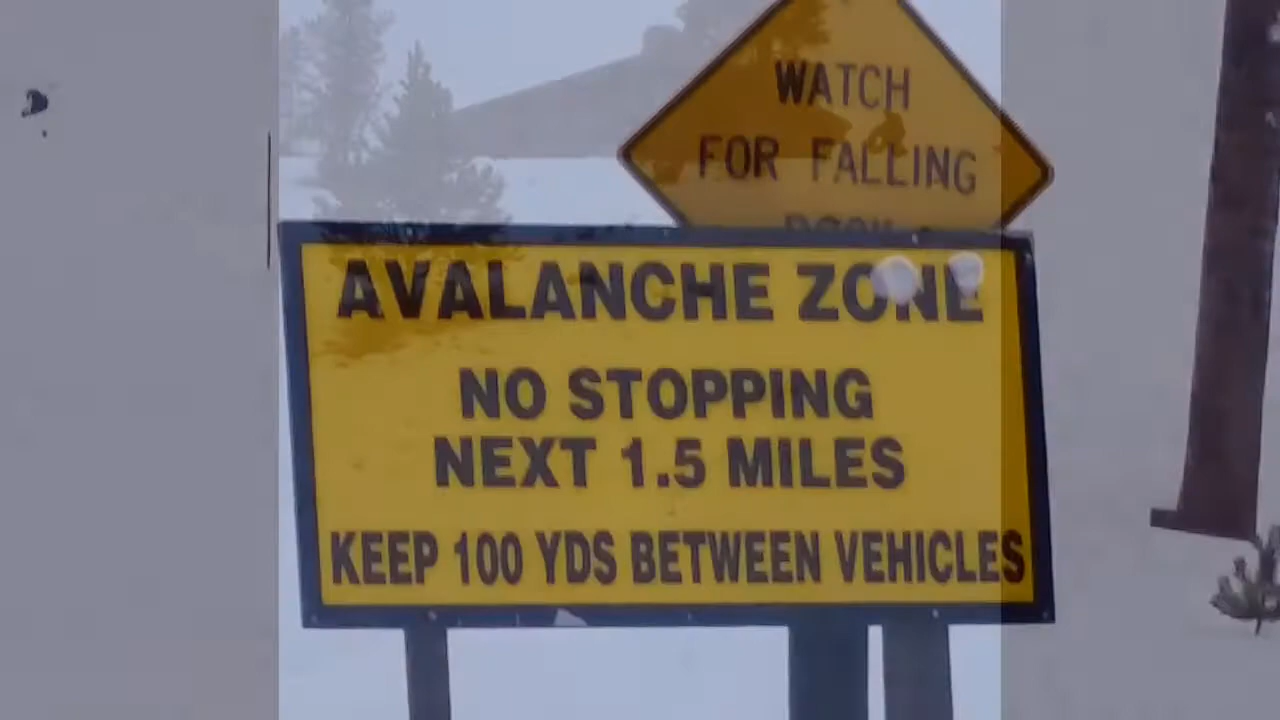 WATCH
FOR FALLING
AVALANCHE ZONE
NO STOPPING
NEXT 1.5 MILES
KEEP 100 YDS BETWEEN VEHICLES